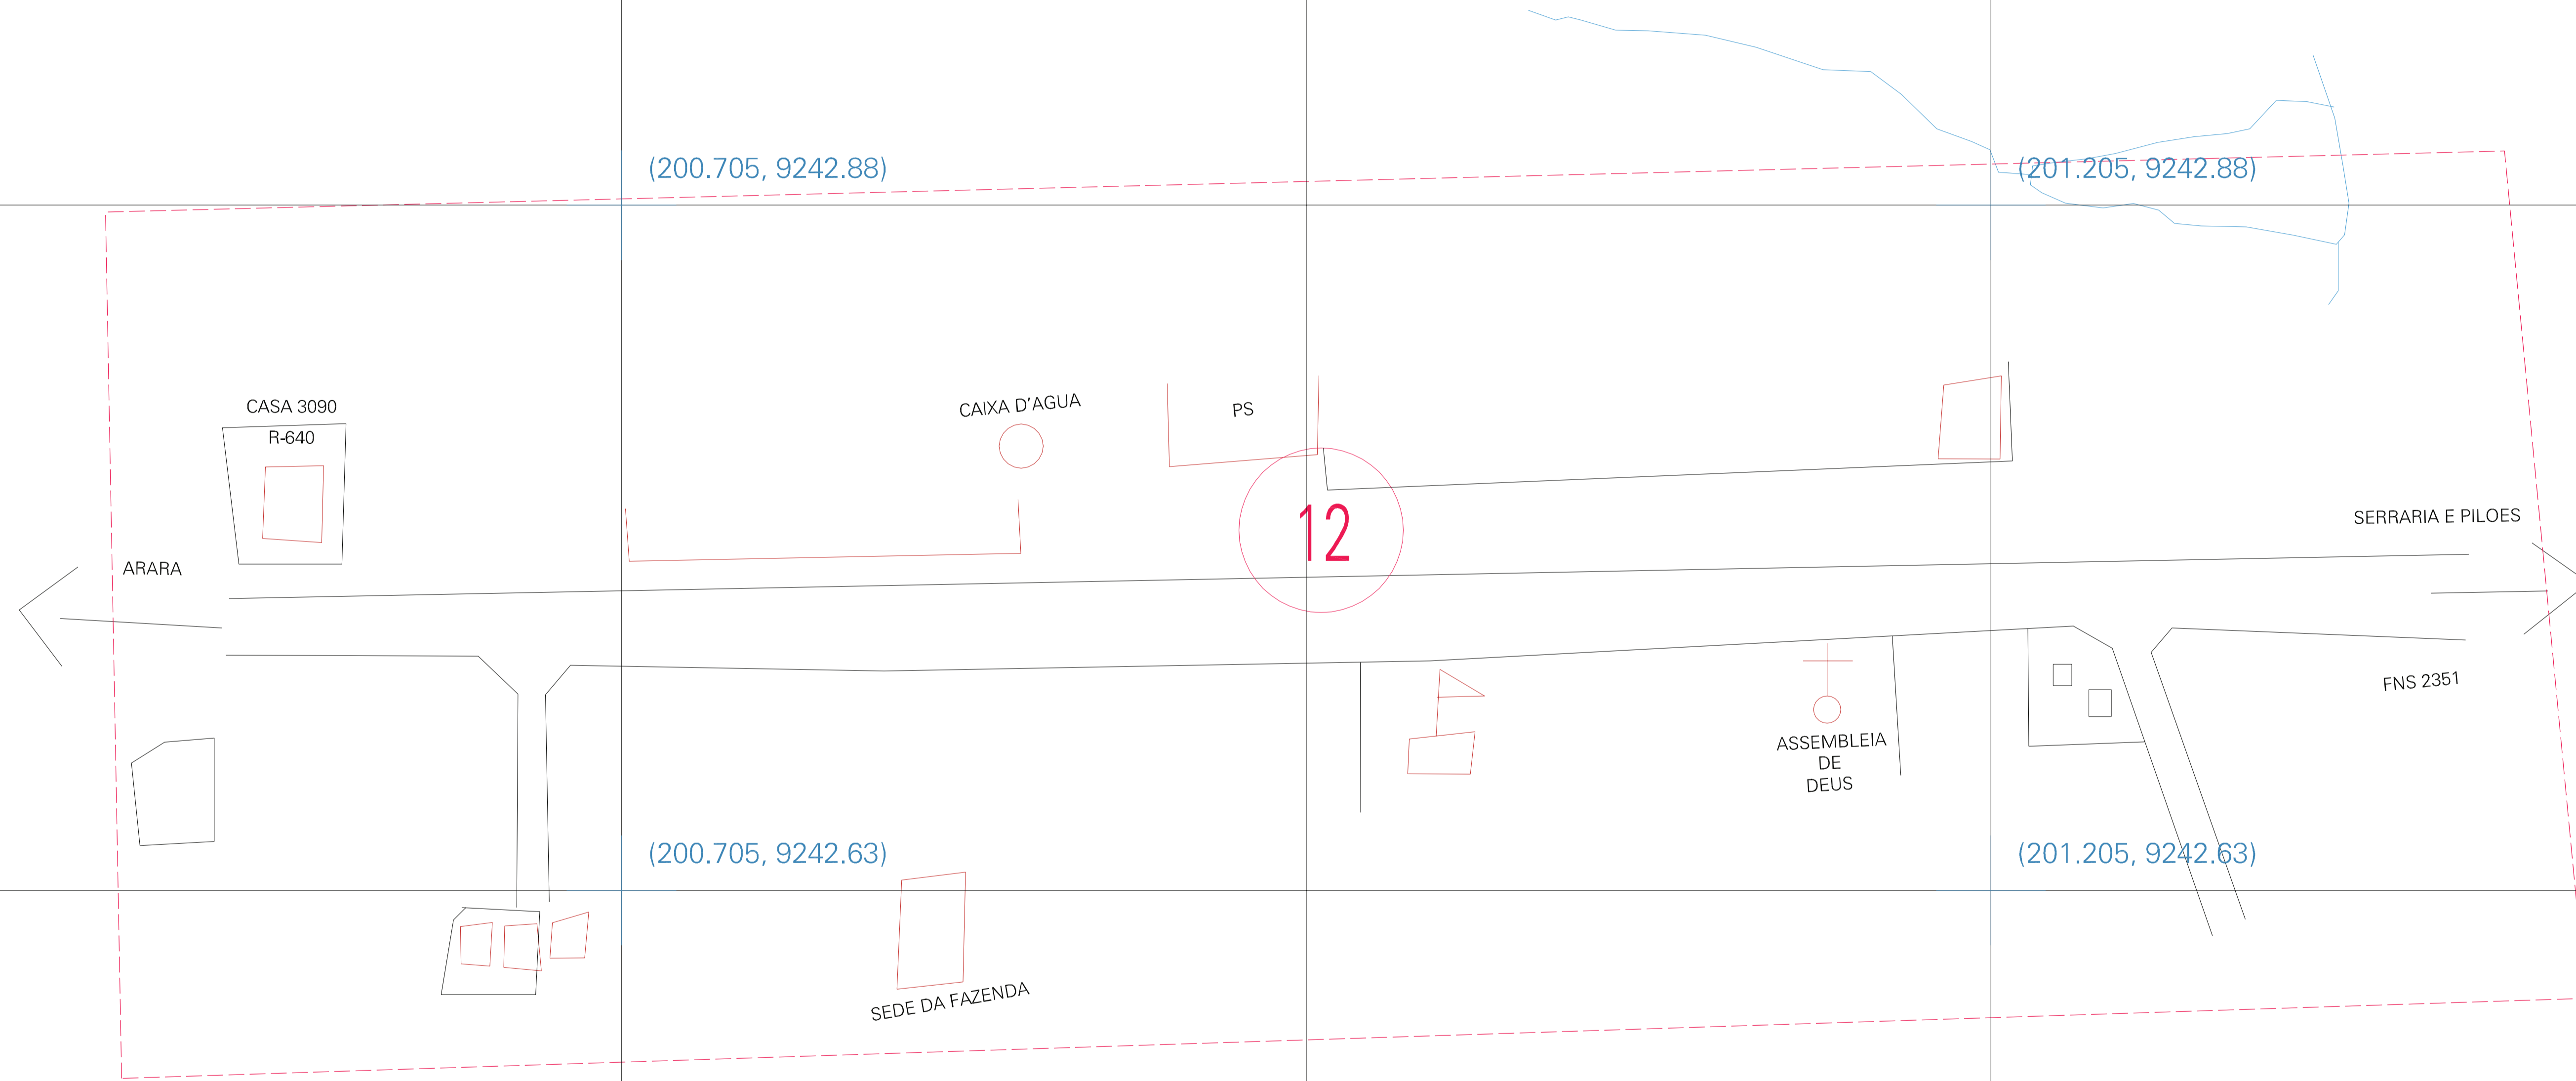 (200.705, 9242.88)
(201.205, 9242.88)
CASA 3090
R-640
CAIXA D'AGUA
PS
12
SERRARIA E PILOES
ARARA
FNS 2351
ASSEMBLEIA
DE
DEUS
(200.705, 9242.63)
(201.205, 9242.63)
SEDE DA FAZENDA